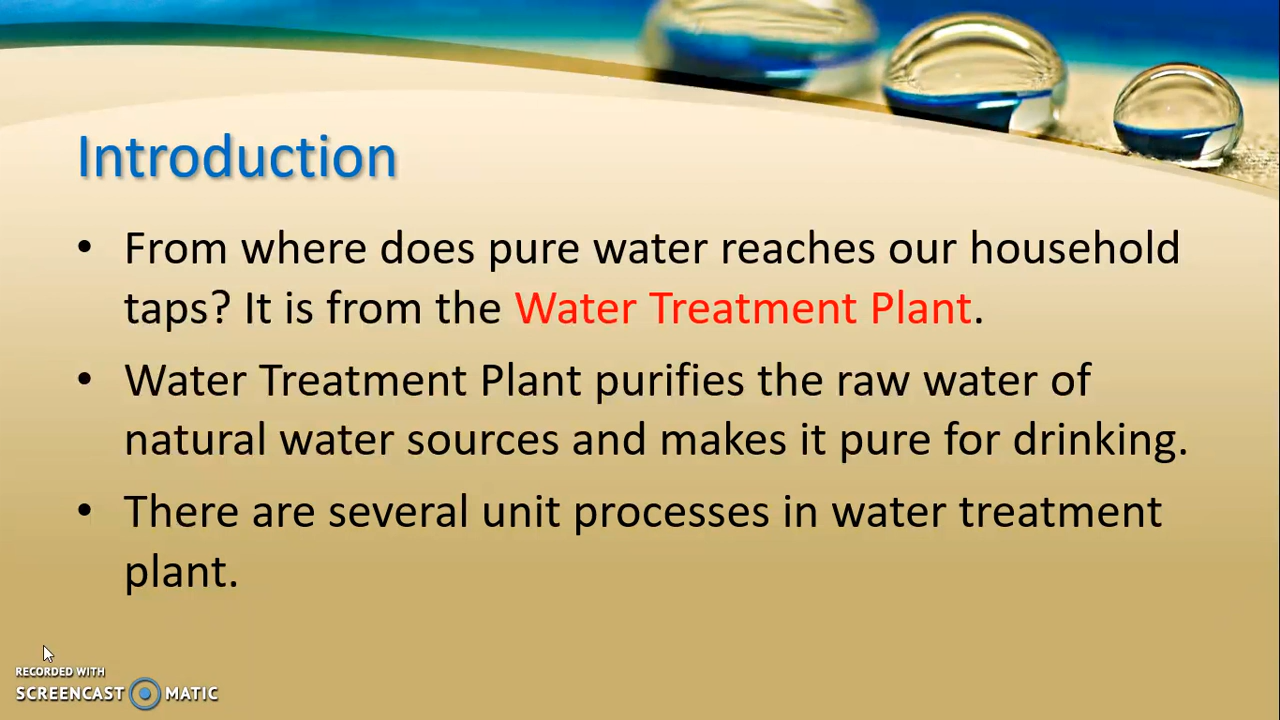 Introduction
• From where does pure water reaches our household
taps? It is from the Water Treatment Plant.
• Water Treatment Plant purifies the raw water of
natural water sources and makes it pure for drinking.
• There are several unit processes in water treatment
plant.
RECORDED WITH
SCREENCAST MATIC